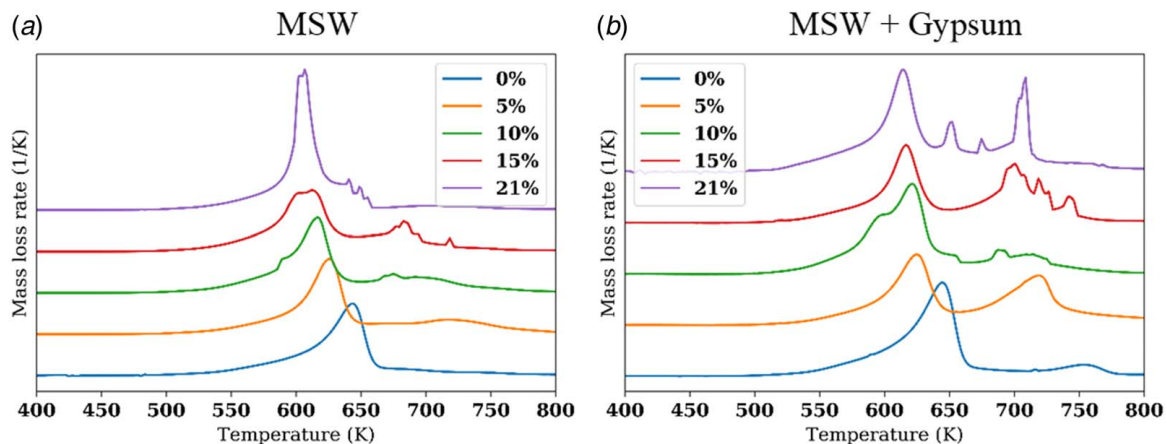 (a) MSW
Mass loss rate (1/K)
0%
5%
10%
15%
21%
400 450 500 550 600 650 700 750 800
Temperature (K)
(b) MSW + Gypsum
Mass loss rate (1/K)
0%
5%
10%
15%
21%
400 450 500 550 600 650 700 750 800
Temperature (K)